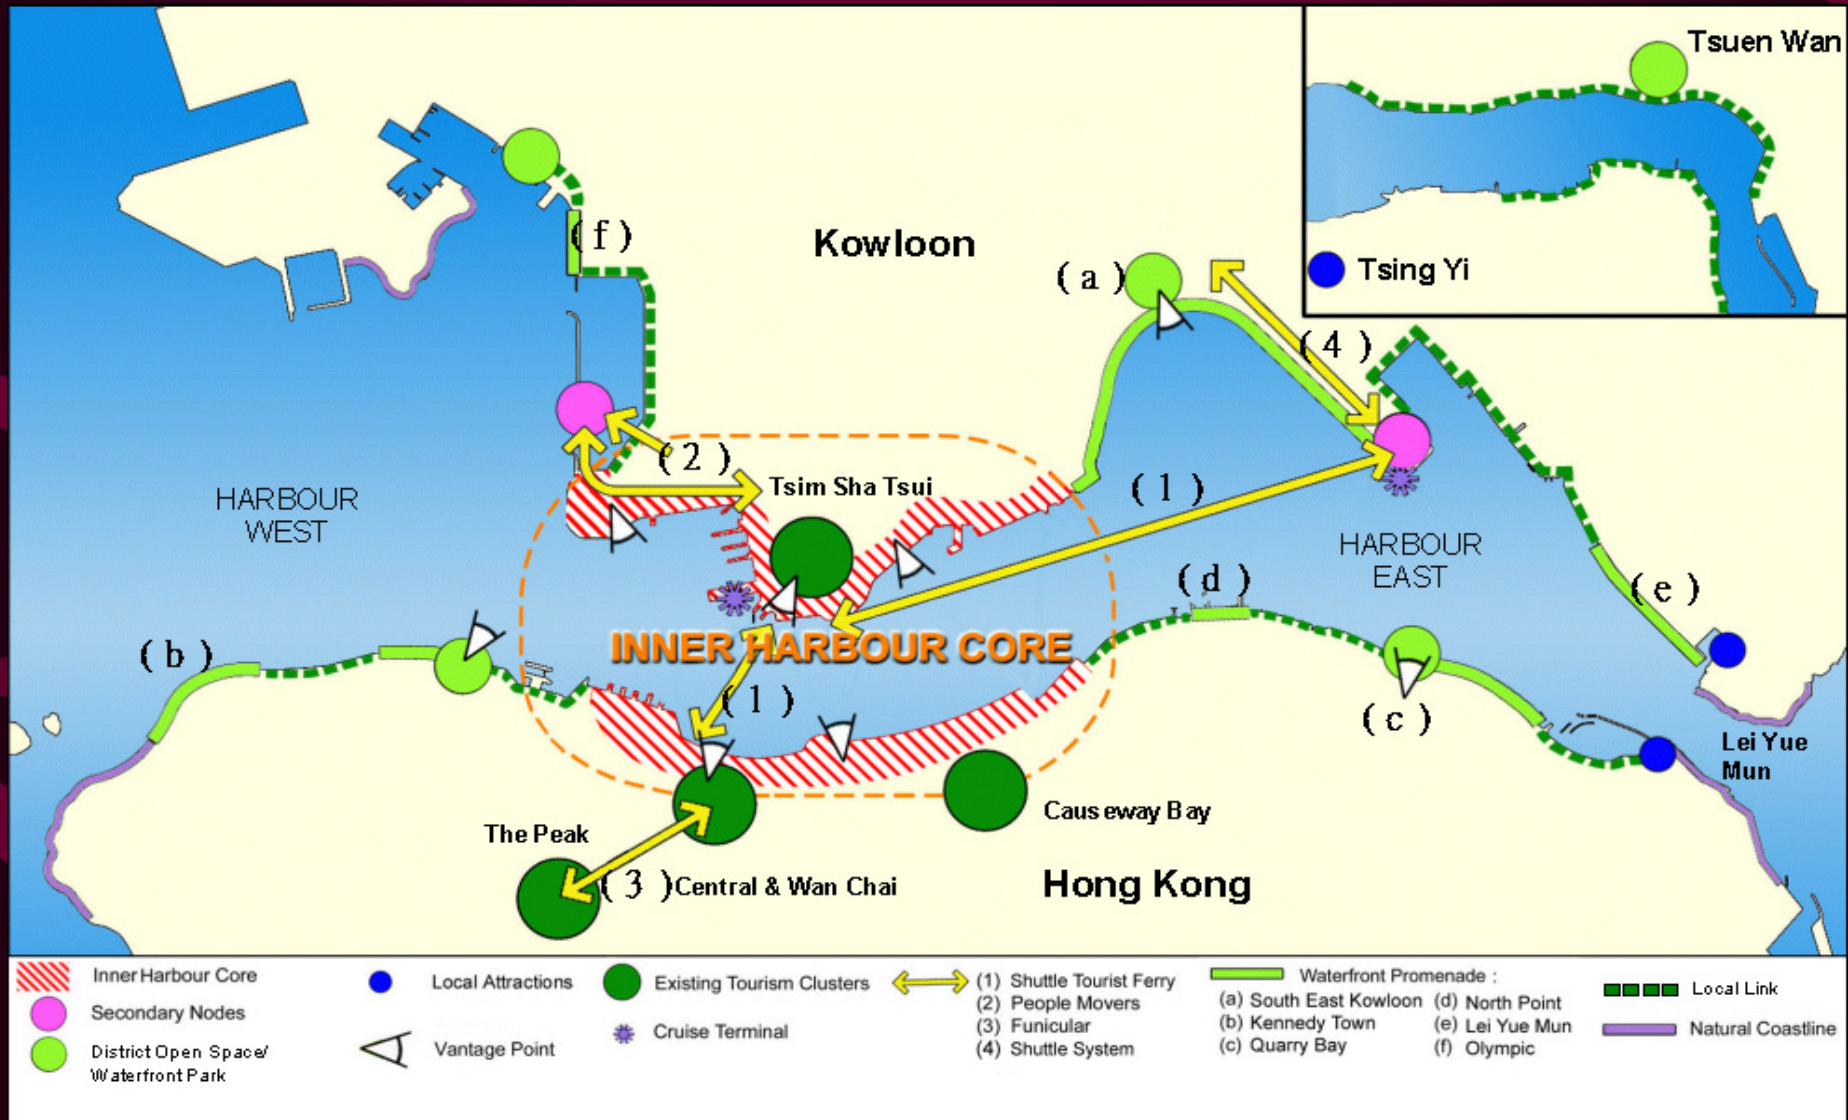 Tsuen Wan
Tsing Yi
( f )
Kowloon
( a )
( 4 )
( 2 )
Tsim Sha Tsui
( 1 )
HARBOUR
WEST
HARBOUR
EAST
( d )
( e )
( b )
INNER HARBOUR CORE
( 1 )
( c )
Lei Yue
Mun
Causeway Bay
The Peak
( 3 )
Central & Wan Chai
Hong Kong
Inner Harbour Core
Secondary Nodes
District Open Space/
Waterfront Park
Local Attractions
Vantage Point
Existing Tourism Clusters
Cruise Terminal
(1) Shuttle Tourist Ferry
(2) People Movers
(3) Funicular
(4) Shuttle System
Waterfront Promenade :
(a) South East Kowloon (d) North Point
(b) Kennedy Town (e) Lei Yue Mun
(c) Quarry Bay (f) Olympic
Local Link
Natural Coastline